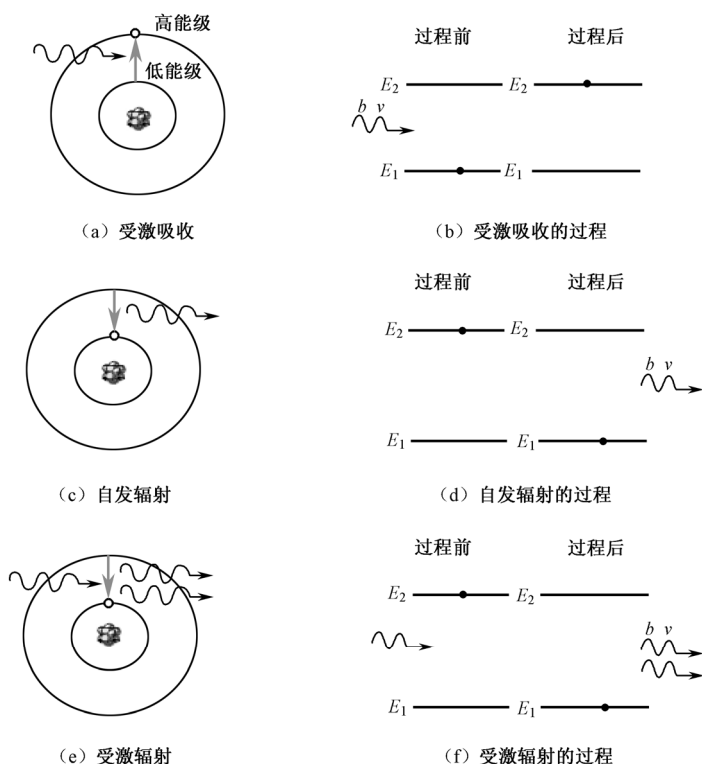 高能级
低能级
(a) 受激吸收
过程前 过程后
E2 E2
b v
E1 E1
(b) 受激吸收的过程
(c) 自发辐射
过程前 过程后
E2 E2
b v
E1 E1
(d) 自发辐射的过程
(e) 受激辐射
过程前 过程后
E2 E2
b v
E1 E1
(f) 受激辐射的过程